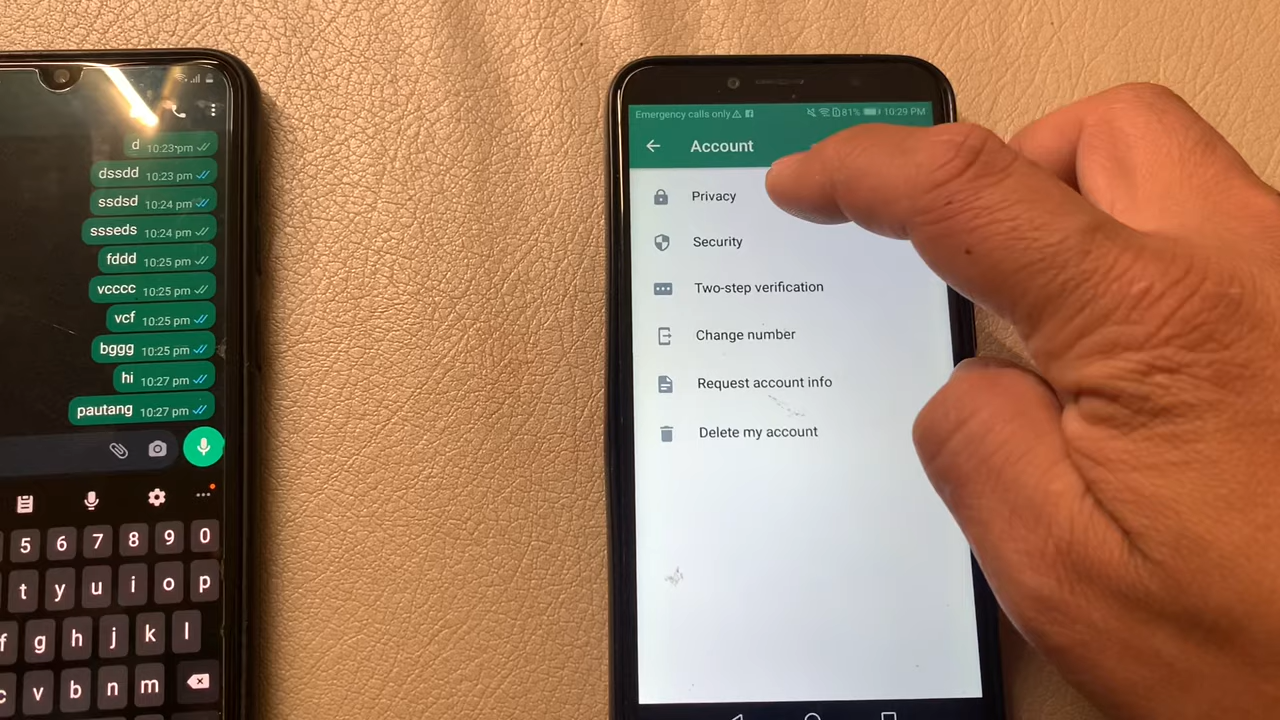 d 10:23 pm
dssdd 10:23 pm
ssdsd 10:24 pm
ssseds 10:24 pm
fddd 10:25 pm
vcccc 10:25 pm
vcf 10:25 pm
bggg 10:25 pm
hi 10:27 pm
pautang 10:27 pm
5 6 7 8 9 0
t y u i o p
f g h j k l
c v b n m
Emergency calls only 81% 10:29 PM
Account
Privacy
Security
Two-step verification
Change number
Request account info
Delete my account